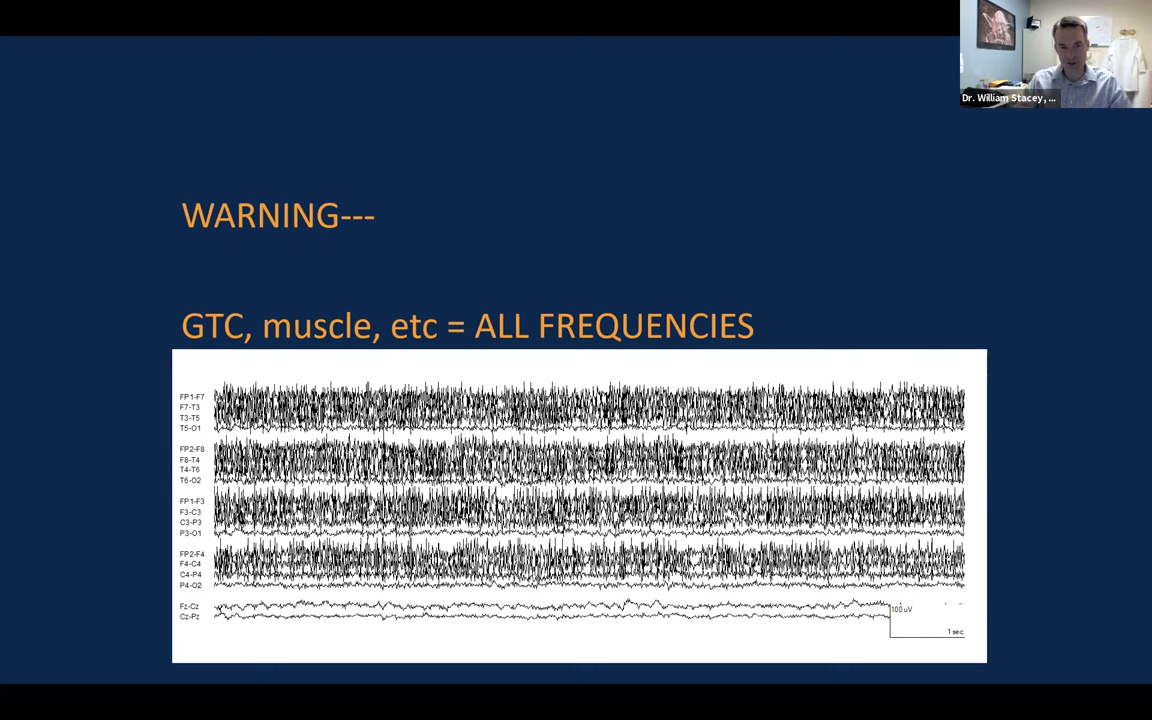 Dr. William Stacey, ...
WARNING---
GTC, muscle, etc = ALL FREQUENCIES
FP1-F7
F7-T3
T3-T5
T5-O1
FP2-F8
F8-T4
T4-T6
T6-O2
FP1-F3
F3-C3
C3-P3
P3-O1
FP2-F4
F4-C4
C4-P4
P4-O2
Fz-Cz
Cz-Pz
100 uV
1 sec